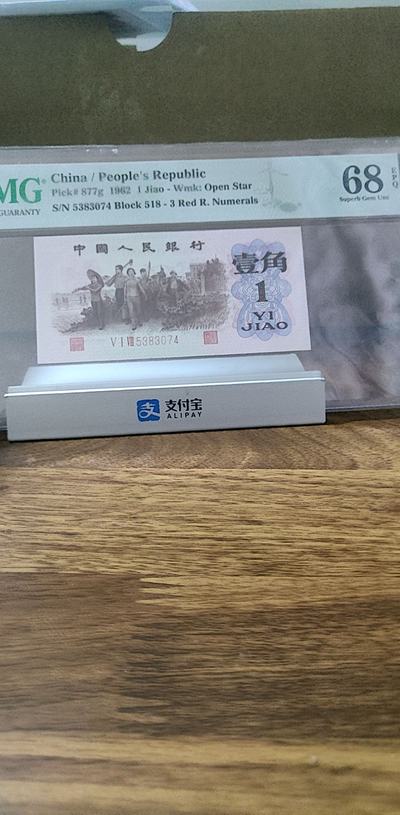 MG®
GUARANTY
China / People's Republic
Pick# 877g 1962 1 Jiao - Wmk: Open Star
S/N 5383074 Block 518 - 3 Red R. Numerals
68
EPQ
Superb Gem Unc
中國人民銀行
壹角
1
YI
JIAO
5383074
支
支付宝
ALIPAY